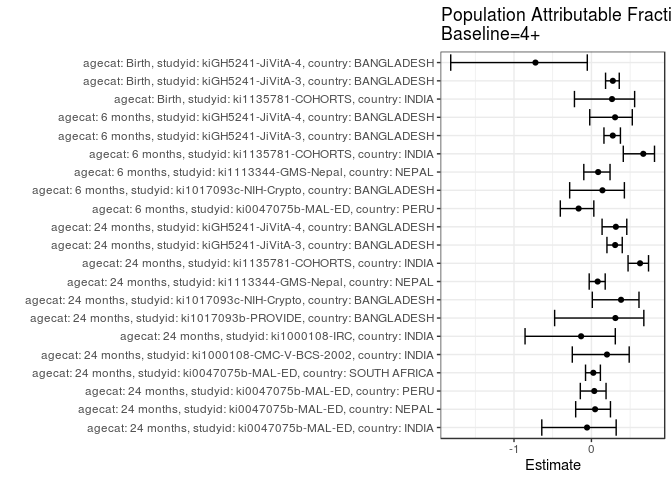 Population Attributable Fracti
Baseline=4+
agecat: Birth, studyid: kiGH5241-JiVitA-4, country: BANGLADESH
agecat: Birth, studyid: kiGH5241-JiVitA-3, country: BANGLADESH
agecat: Birth, studyid: ki1135781-COHORTS, country: INDIA
agecat: 6 months, studyid: kiGH5241-JiVitA-4, country: BANGLADESH
agecat: 6 months, studyid: kiGH5241-JiVitA-3, country: BANGLADESH
agecat: 6 months, studyid: ki1135781-COHORTS, country: INDIA
agecat: 6 months, studyid: ki1113344-GMS-Nepal, country: NEPAL
agecat: 6 months, studyid: ki1017093c-NIH-Crypto, country: BANGLADESH
agecat: 6 months, studyid: ki0047075b-MAL-ED, country: PERU
agecat: 24 months, studyid: kiGH5241-JiVitA-4, country: BANGLADESH
agecat: 24 months, studyid: kiGH5241-JiVitA-3, country: BANGLADESH
agecat: 24 months, studyid: ki1135781-COHORTS, country: INDIA
agecat: 24 months, studyid: ki1113344-GMS-Nepal, country: NEPAL
agecat: 24 months, studyid: ki1017093c-NIH-Crypto, country: BANGLADESH
agecat: 24 months, studyid: ki1017093b-PROVIDE, country: BANGLADESH
agecat: 24 months, studyid: ki1000108-IRC, country: INDIA
agecat: 24 months, studyid: ki1000108-CMC-V-BCS-2002, country: INDIA
agecat: 24 months, studyid: ki0047075b-MAL-ED, country: SOUTH AFRICA
agecat: 24 months, studyid: ki0047075b-MAL-ED, country: PERU
agecat: 24 months, studyid: ki0047075b-MAL-ED, country: NEPAL
agecat: 24 months, studyid: ki0047075b-MAL-ED, country: INDIA
-1 0
Estimate